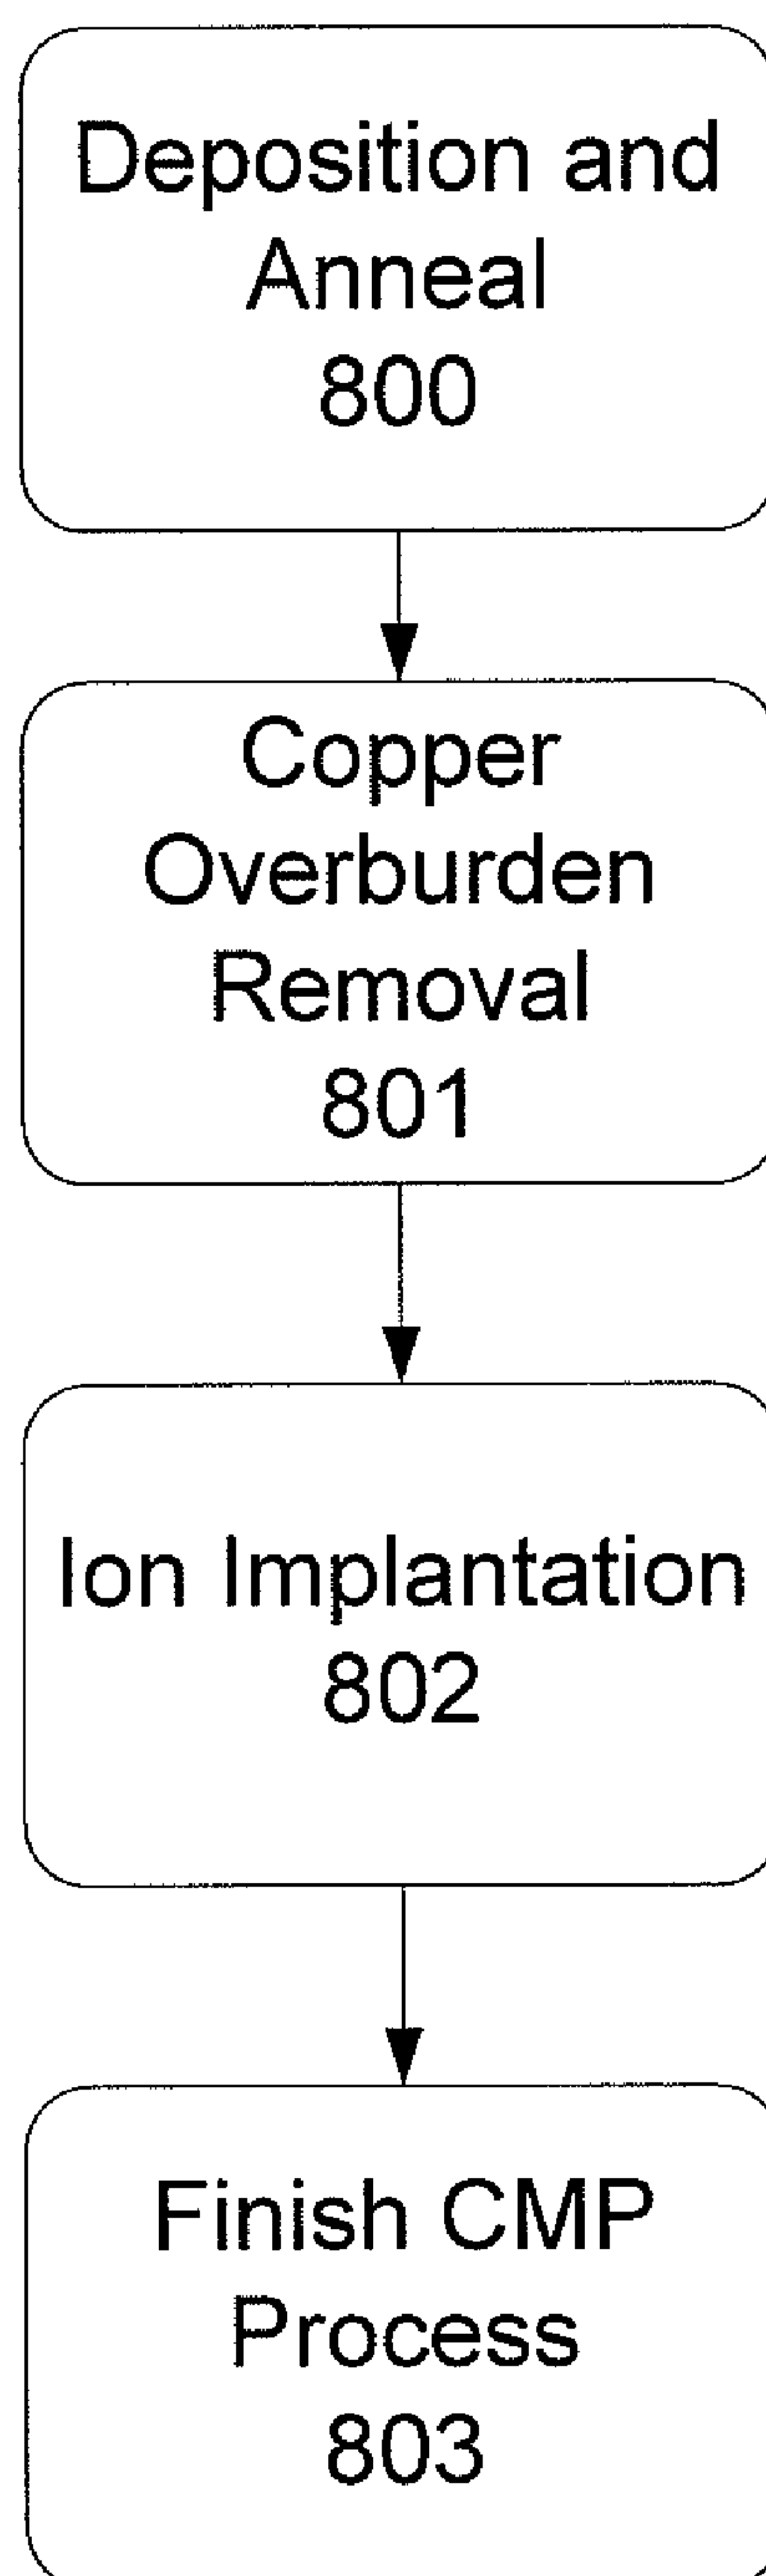 Deposition and
Anneal
800
Copper
Overburden
Removal
801
Ion Implantation
802
Finish CMP
Process
803